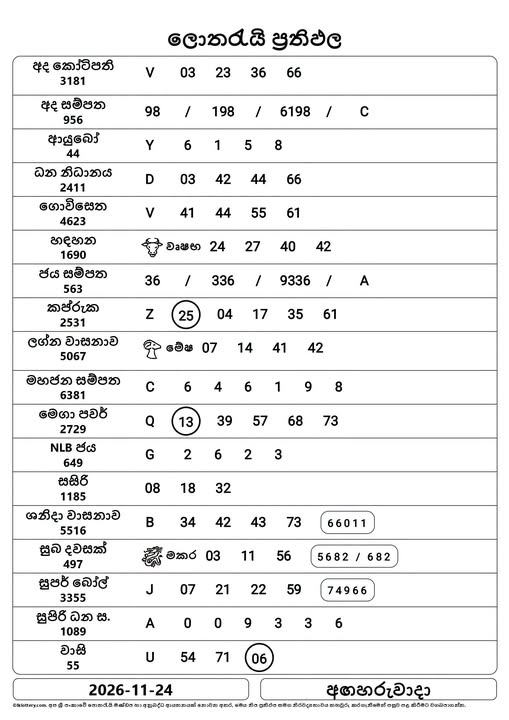 ලොතරැයි ප්‍රතිඵල
අද කෝටිපති
3181
V 03 23 36 66
අද සම්පත
956
98 / 198 / 6198 / C
ආයුබෝ
44
Y 6 1 5 8
ධන නිධානය
2411
D 03 42 44 66
ගොවිසෙත
4623
V 41 44 55 61
හඳහන
1690
වෘෂභ 24 27 40 42
ජය සම්පත
563
36 / 336 / 9336 / A
කප්රුක
2531
Z 25 04 17 35 61
ලග්න වාසනාව
5067
මේෂ 07 14 41 42
මහජන සම්පත
6381
C 6 4 6 1 9 8
මෙගා පවර්
2729
Q 13 39 57 68 73
NLB ජය
649
G 2 6 2 3
සසිරි
1185
08 18 32
ශනිදා වාසනාව
5516
B 34 42 43 73 66011
සුබ දවසක්
497
මකර 03 11 56 5682 / 682
සුපර් බෝල්
3355
J 07 21 22 59 74966
සුපිරි ධන ස.
1089
A 0 0 9 3 3 6
වාසි
55
U 54 71 06
2026-11-24 අඟහරුවාදා